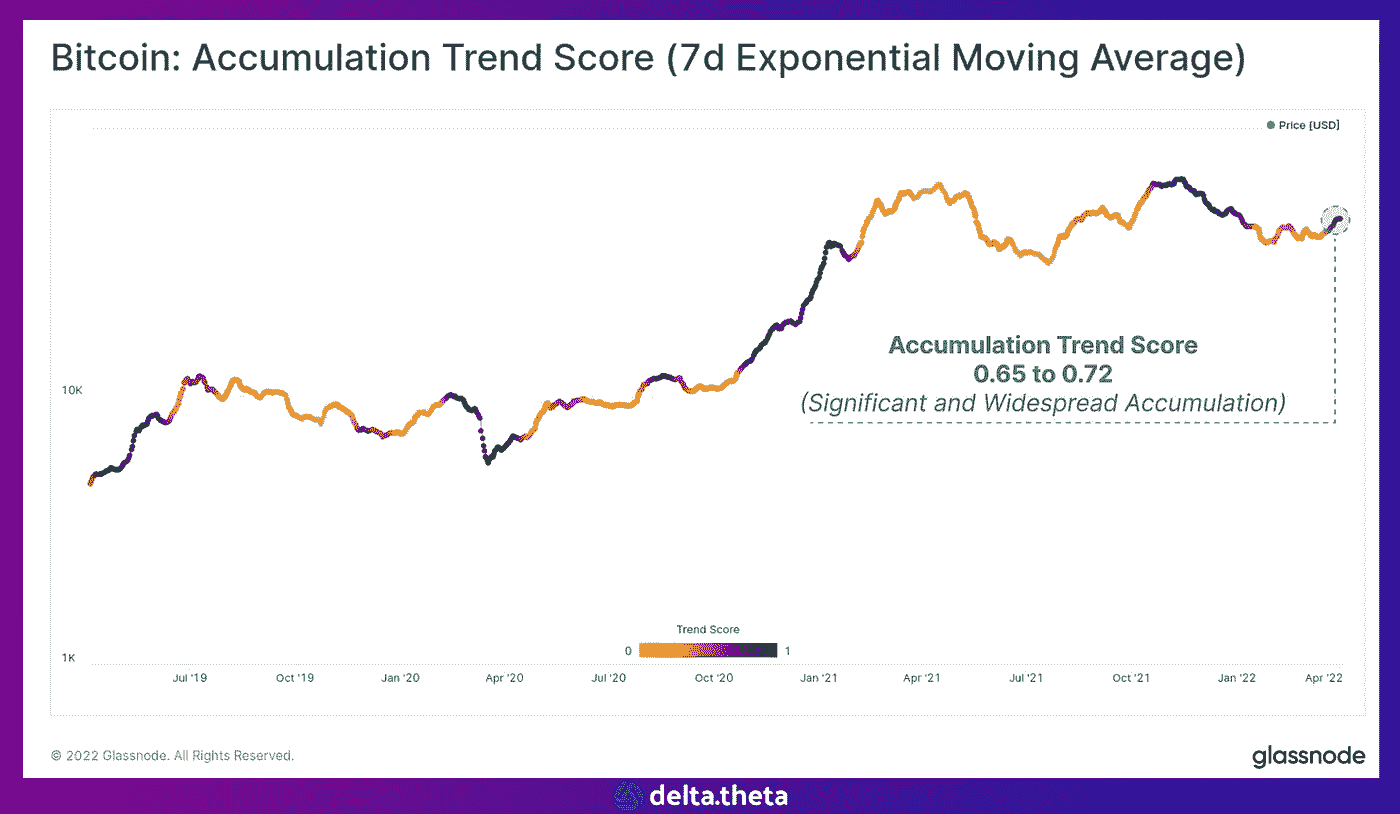 Bitcoin: Accumulation Trend Score (7d Exponential Moving Average)
Price [USD]
Accumulation Trend Score
0.65 to 0.72
(Significant and Widespread Accumulation)
10K
Trend Score
0 1
1K
Jul '19 Oct '19 Jan '20 Apr '20 Jul '20 Oct '20 Jan '21 Apr '21 Jul '21 Oct '21 Jan '22 Apr '22
© 2022 Glassnode. All Rights Reserved.
glassnode
delta.theta